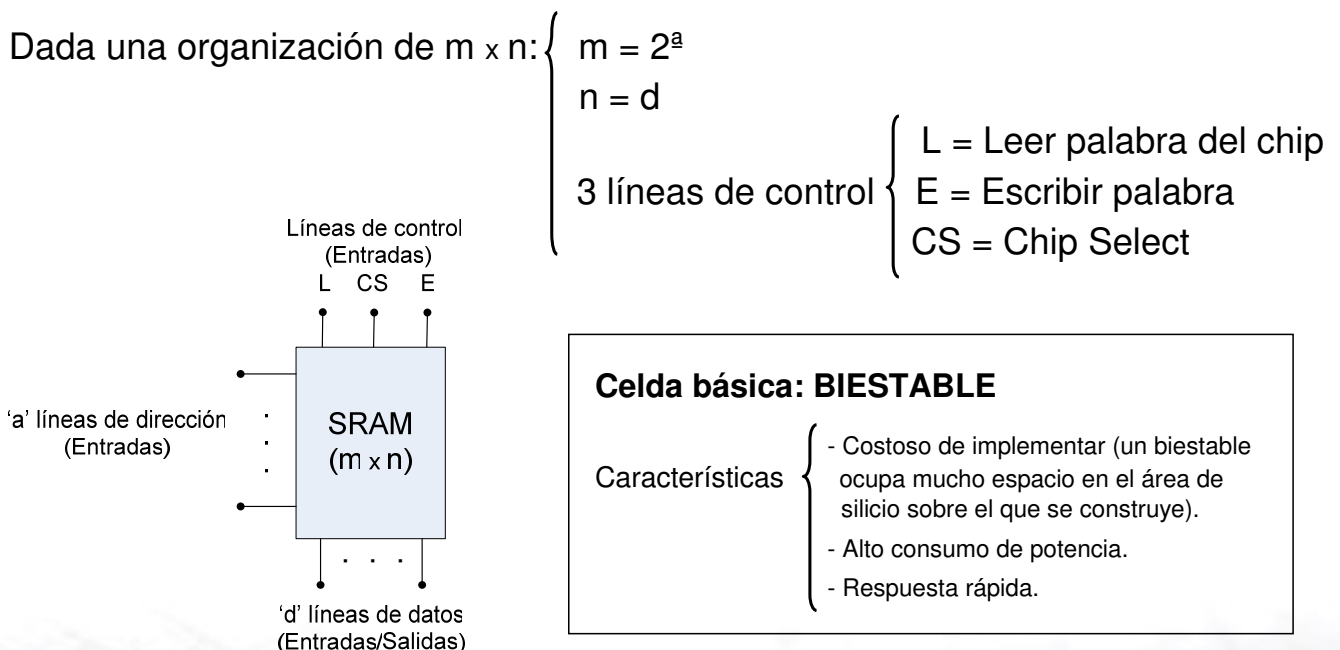 Dada una organización de m x n:
m = 2ª
n = d
3 líneas de control
L = Leer palabra del chip
E = Escribir palabra
CS = Chip Select
Líneas de control
(Entradas)
L CS E
'a' líneas de dirección
(Entradas)
SRAM
(m x n)
. . .
'd' líneas de datos
(Entradas/Salidas)
Celda básica: BIESTABLE
Características
- Costoso de implementar (un biestable
ocupa mucho espacio en el área de
silicio sobre el que se construye).
- Alto consumo de potencia.
- Respuesta rápida.